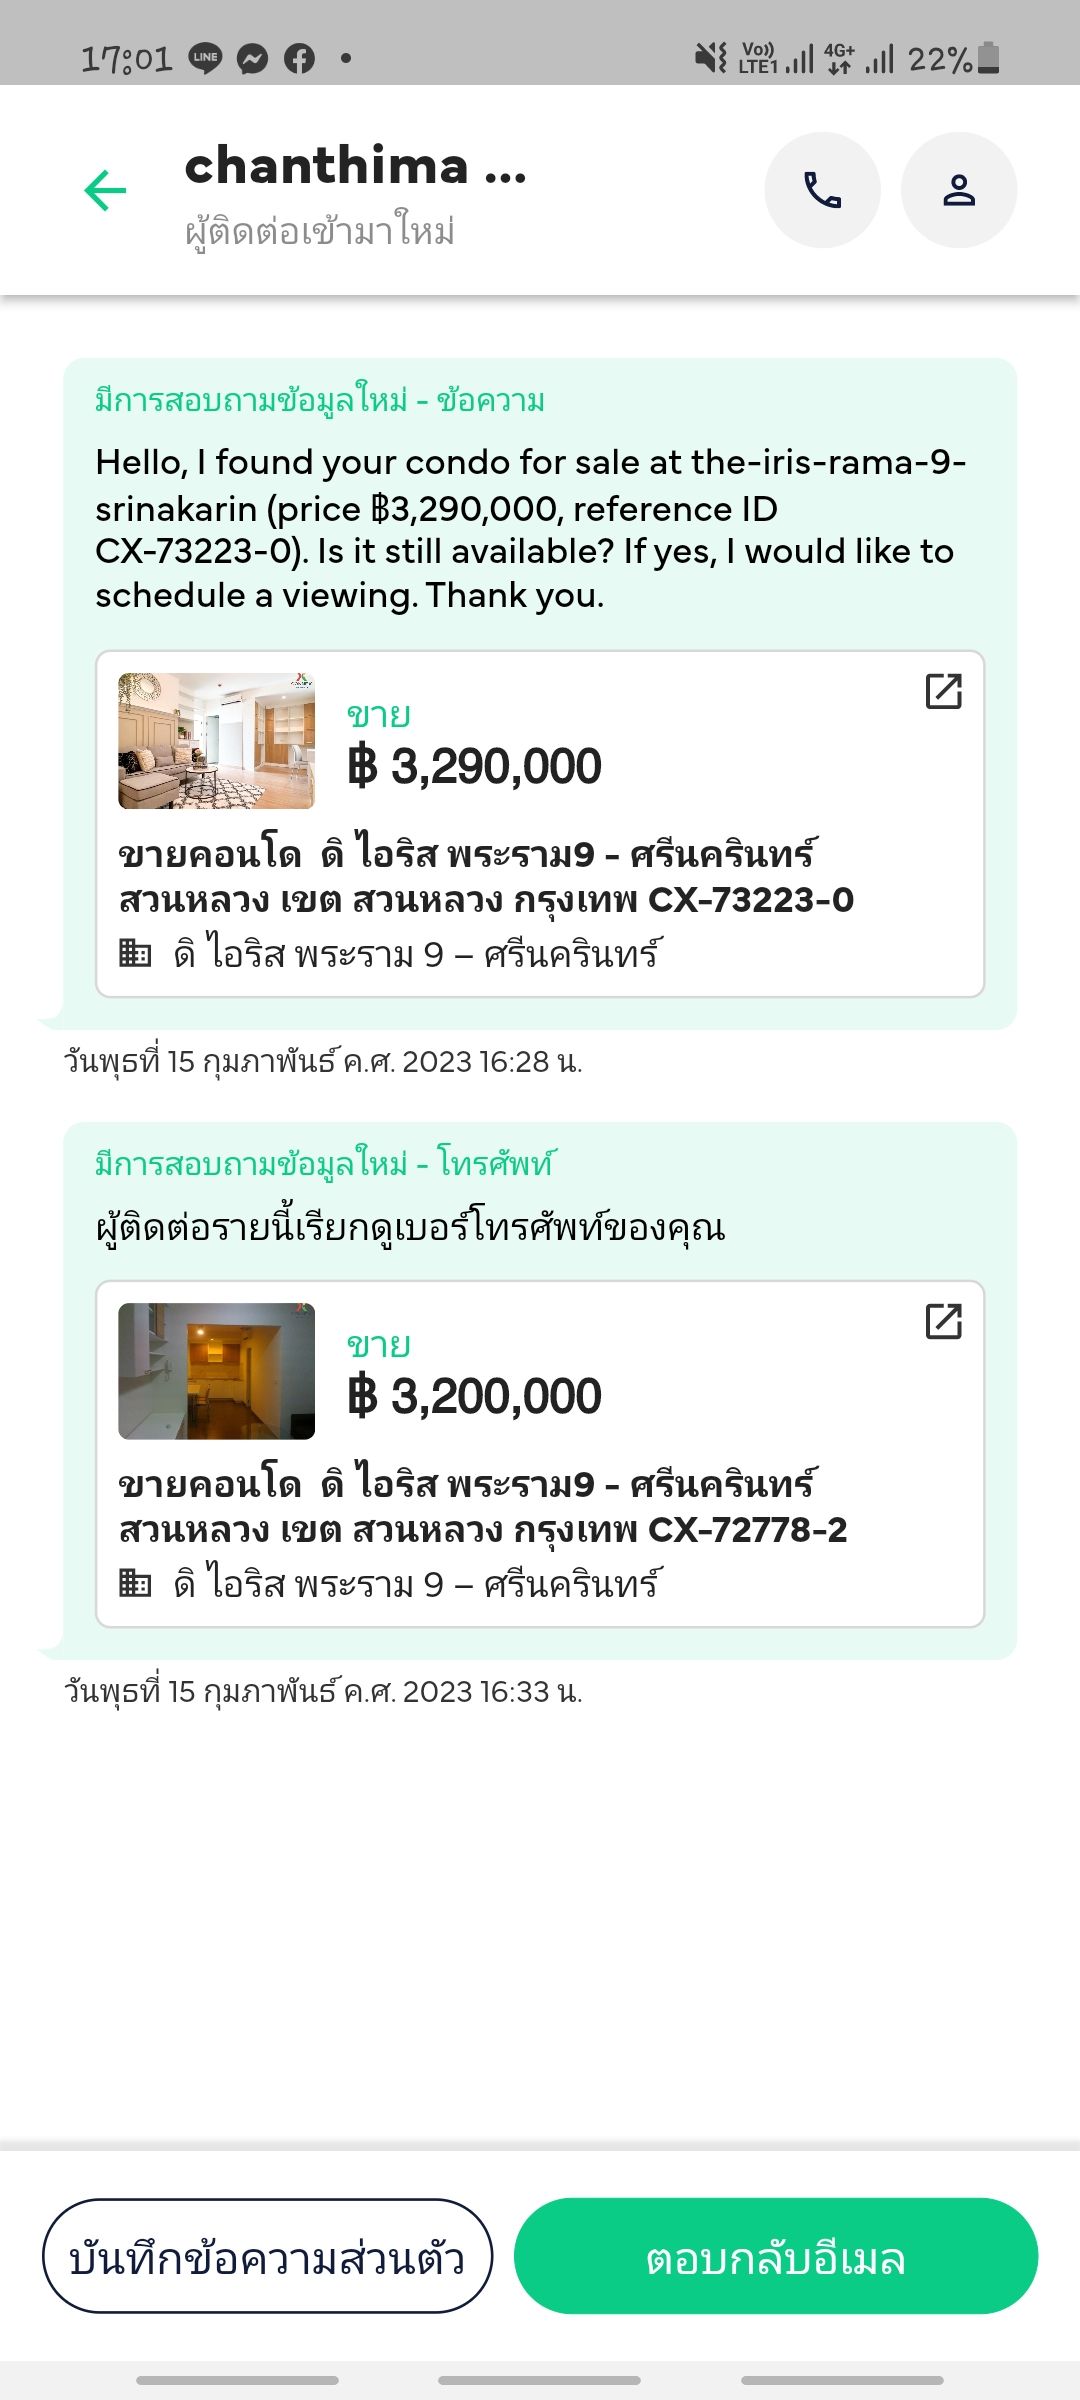 17:01 LINE Vo)) LTE1 4G+ 22%
chanthima ...
ผู้ติดต่อเข้ามาใหม่
มีการสอบถามข้อมูลใหม่ - ข้อความ
Hello, I found your condo for sale at the-iris-rama-9-
srinakarin (price ฿3,290,000, reference ID
CX-73223-0). Is it still available? If yes, I would like to
schedule a viewing. Thank you.
ขาย
฿ 3,290,000
ขายคอนโด ดิ ไอริส พระราม9 - ศรีนครินทร์
สวนหลวง เขต สวนหลวง กรุงเทพ CX-73223-0
ดิ ไอริส พระราม 9 – ศรีนครินทร์
วันพุธที่ 15 กุมภาพันธ์ ค.ศ. 2023 16:28 น.
มีการสอบถามข้อมูลใหม่ - โทรศัพท์
ผู้ติดต่อรายนี้เรียกดูเบอร์โทรศัพท์ของคุณ
ขาย
฿ 3,200,000
ขายคอนโด ดิ ไอริส พระราม9 - ศรีนครินทร์
สวนหลวง เขต สวนหลวง กรุงเทพ CX-72778-2
ดิ ไอริส พระราม 9 – ศรีนครินทร์
วันพุธที่ 15 กุมภาพันธ์ ค.ศ. 2023 16:33 น.
บันทึกข้อความส่วนตัว
ตอบกลับอีเมล